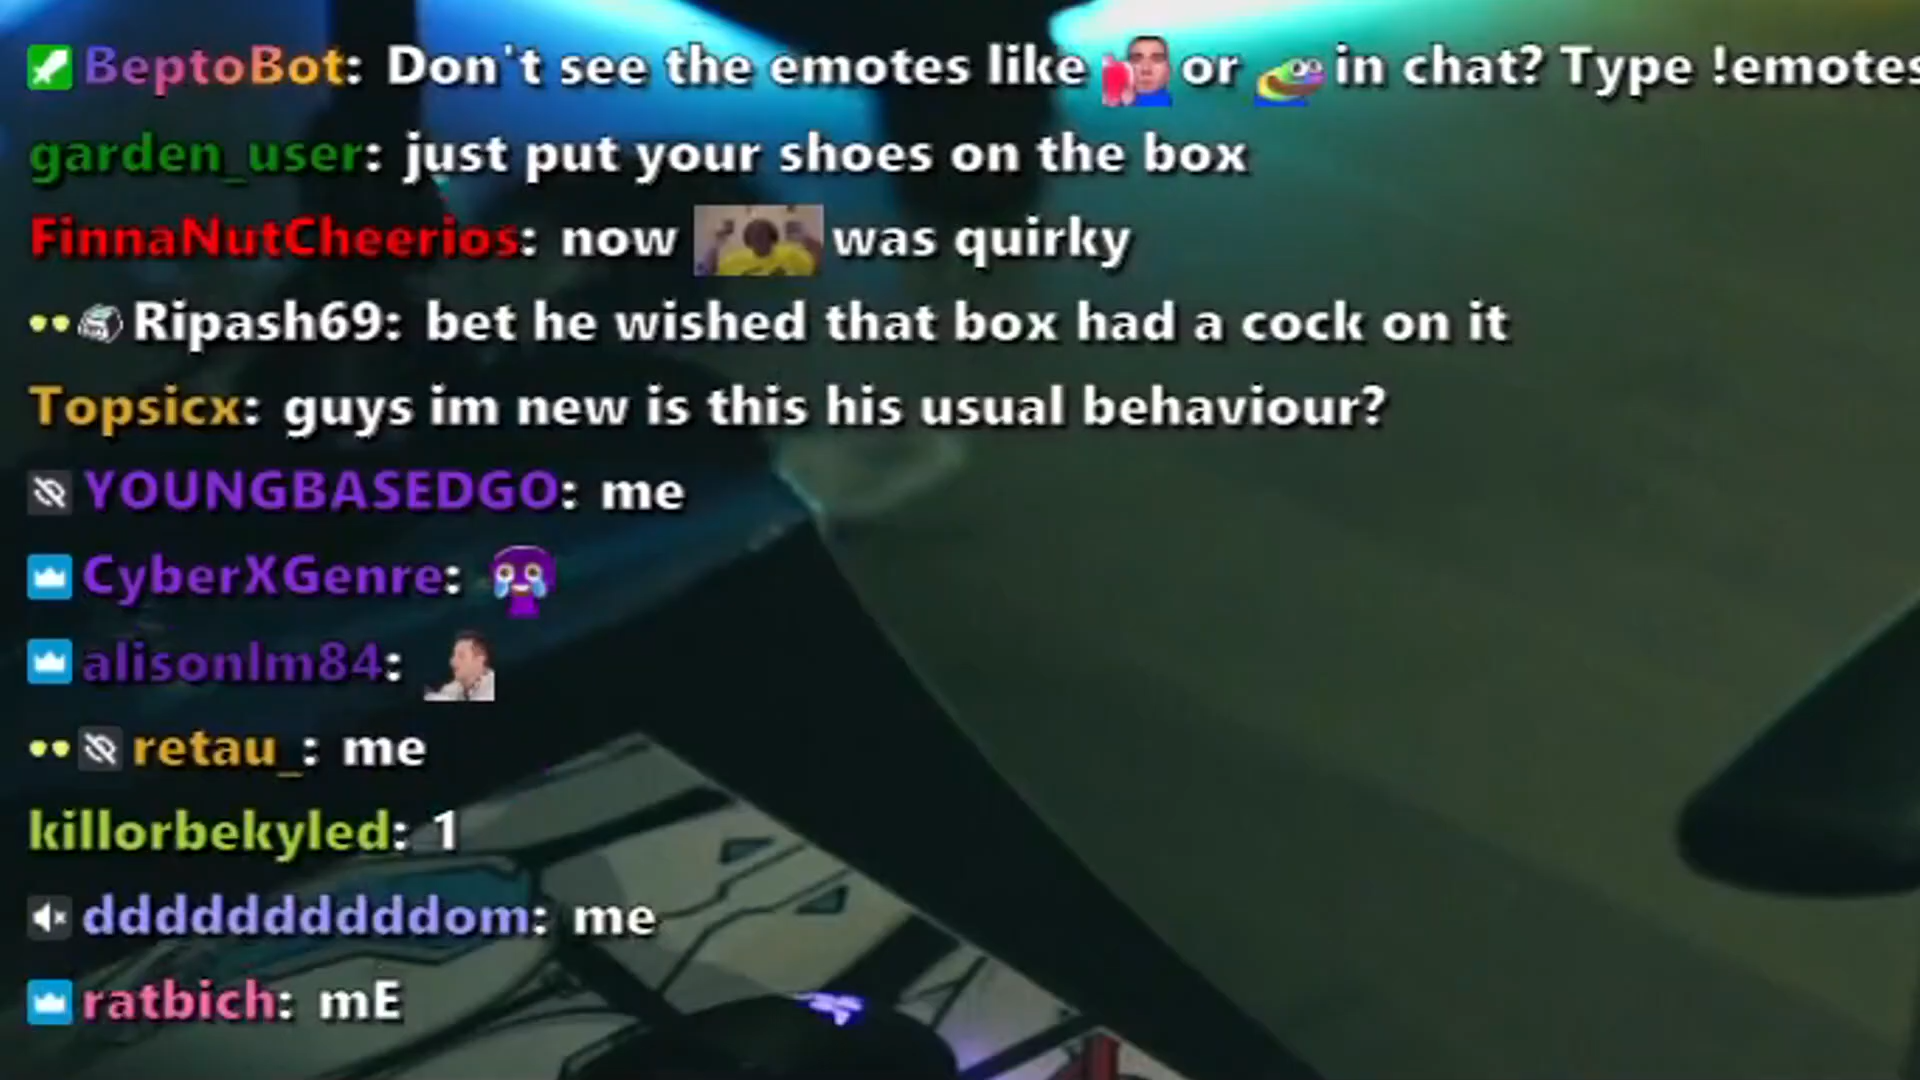 BeptoBot: Don't see the emotes like or in chat? Type !emotes
garden_user: just put your shoes on the box
FinnaNutCheerios: now was quirky
Ripash69: bet he wished that box had a cock on it
Topsicx: guys im new is this his usual behaviour?
YOUNGBASEDGO: me
CyberXGenre:
alisonlm84:
retau_: me
killorbekyled: 1
ddddddddddom: me
ratbich: mE